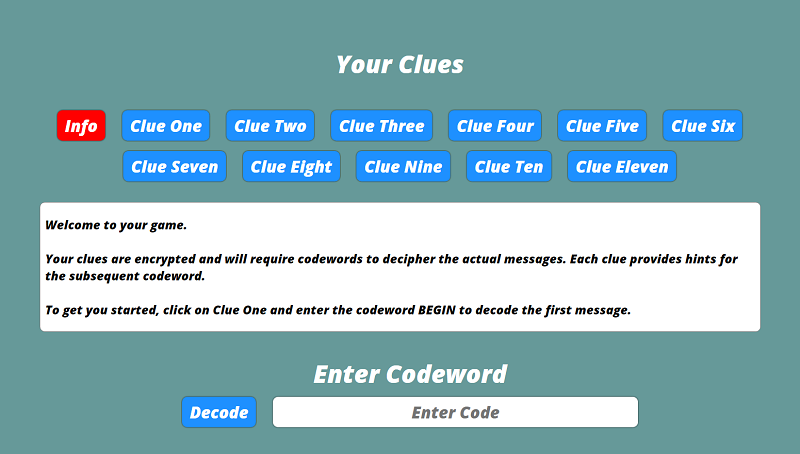 Your Clues
Info Clue One Clue Two Clue Three Clue Four Clue Five Clue Six
Clue Seven Clue Eight Clue Nine Clue Ten Clue Eleven
Welcome to your game.
Your clues are encrypted and will require codewords to decipher the actual messages. Each clue provides hints for
the subsequent codeword.
To get you started, click on Clue One and enter the codeword BEGIN to decode the first message.
Enter Codeword
Decode Enter Code